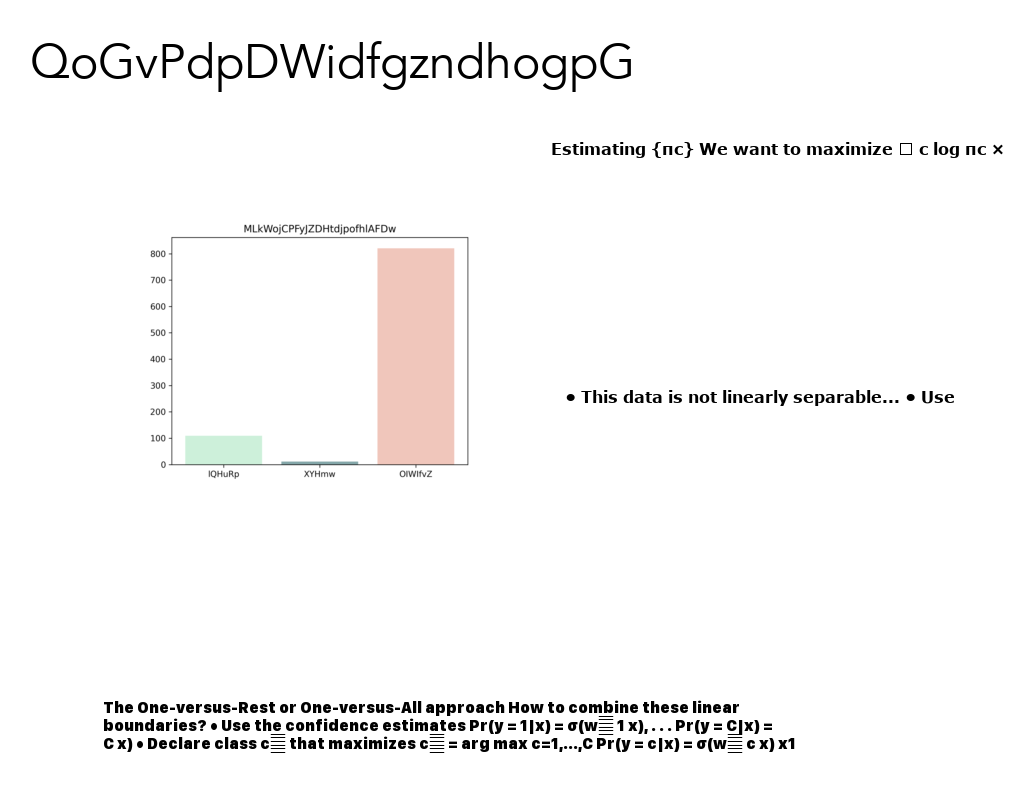 QoGvPdpDWidfgzndhogpG
Estimating {πc} We want to maximize □ c log πc ×
MLkWojCPFyJZDHtdjpofhlAFDw
800
700
600
500
400
300
200
100
0
XYHmw
● This data is not linearly separable... ● Use
The One-versus-Rest or One-versus-All approach How to combine these linear
boundaries? • Use the confidence estimates Pr(y = 1|x) = σ(w 1 x), . . . Pr(y = C|x) =
C x) • Declare class c that maximizes c = arg max c=1,...,C Pr(y = c|x) = σ(w c x) x1